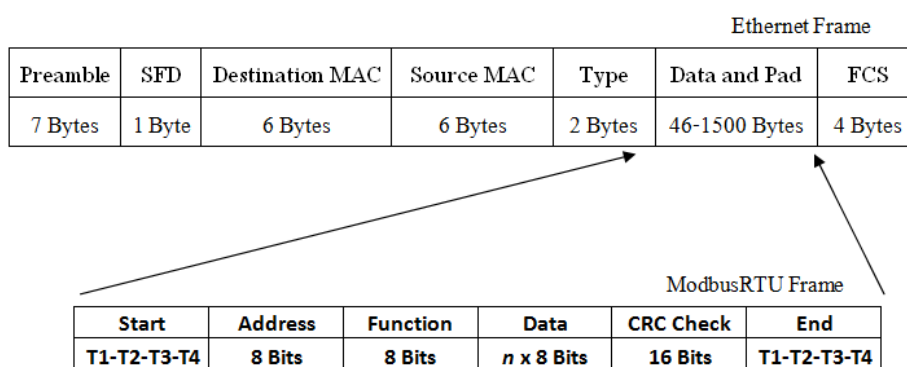 Ethernet Frame
Preamble SFD Destination MAC Source MAC Type Data and Pad FCS
7 Bytes 1 Byte 6 Bytes 6 Bytes 2 Bytes 46-1500 Bytes 4 Bytes
ModbusRTU Frame
Start Address Function Data CRC Check End
T1-T2-T3-T4 8 Bits 8 Bits n x 8 Bits 16 Bits T1-T2-T3-T4